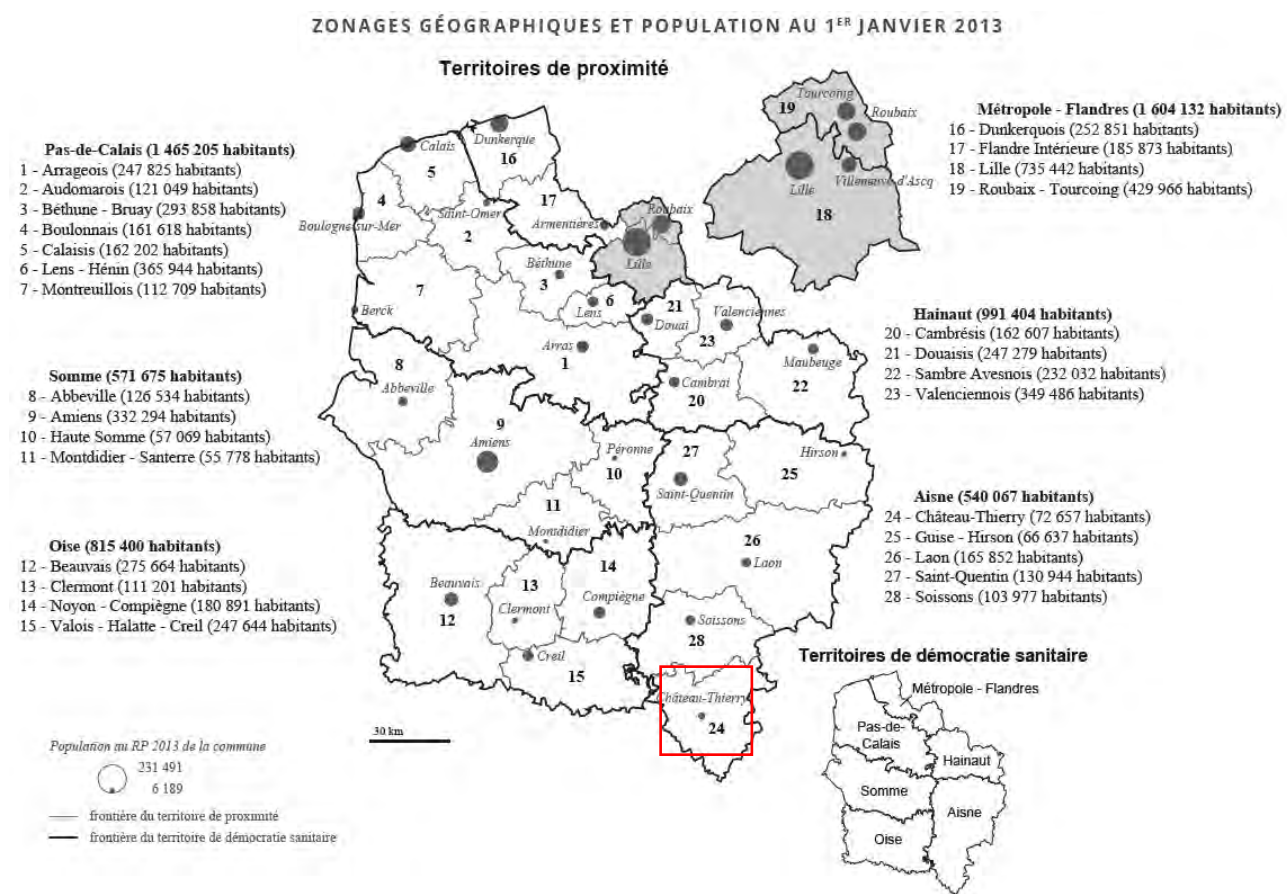 ZONAGES GÉOGRAPHIQUES ET POPULATION AU 1ER JANVIER 2013
Territoires de proximité
Pas-de-Calais (1 465 205 habitants)
1 - Arrageois (247 825 habitants)
2 - Audomarois (121 049 habitants)
3 - Béthune - Bruay (293 858 habitants)
4 - Boulonnais (161 618 habitants)
5 - Calaisis (162 202 habitants)
6 - Lens - Hénin (365 944 habitants)
7 - Montreuillois (112 709 habitants)
Somme (571 675 habitants)
8 - Abbeville (126 534 habitants)
9 - Amiens (332 294 habitants)
10 - Haute Somme (57 069 habitants)
11 - Montdidier - Santerre (55 778 habitants)
Oise (815 400 habitants)
12 - Beauvais (275 664 habitants)
13 - Clermont (111 201 habitants)
14 - Noyon - Compiègne (180 891 habitants)
15 - Valois - Halatte - Creil (247 644 habitants)
Calais
Dunkerque
16
5
4
Saint-Omer
17
Boulogne-sur-Mer
2
Armentières
Roubaix
Lille
Béthune
3
7
6
Lens
21
Valenciennes
Berck
Douai
23
Arras
1
Maubeuge
8
Abbeville
Cambrai
20
22
9
Amiens
Péronne
10
27
Hirson
25
Saint-Quentin
11
Montdidier
26
Laon
14
13
Beauvais
12
Clermont
Compiègne
Soissons
28
Creil
15
Château-Thierry
24
30 km
19
Tourcoing
Roubaix
Lille
Villeneuve-d'Ascq
18
Métropole - Flandres (1 604 132 habitants)
16 - Dunkerquois (252 851 habitants)
17 - Flandre Intérieure (185 873 habitants)
18 - Lille (735 442 habitants)
19 - Roubaix - Tourcoing (429 966 habitants)
Hainaut (991 404 habitants)
20 - Cambrésis (162 607 habitants)
21 - Douaisis (247 279 habitants)
22 - Sambre Avesnois (232 032 habitants)
23 - Valenciennois (349 486 habitants)
Aisne (540 067 habitants)
24 - Château-Thierry (72 657 habitants)
25 - Guise - Hirson (66 637 habitants)
26 - Laon (165 852 habitants)
27 - Saint-Quentin (130 944 habitants)
28 - Soissons (103 977 habitants)
Population au RP 2013 de la commune
231 491
6 189
frontière du territoire de proximité
frontière du territoire de démocratie sanitaire
Territoires de démocratie sanitaire
Métropole - Flandres
Pas-de-
Calais
Hainaut
Somme
Aisne
Oise